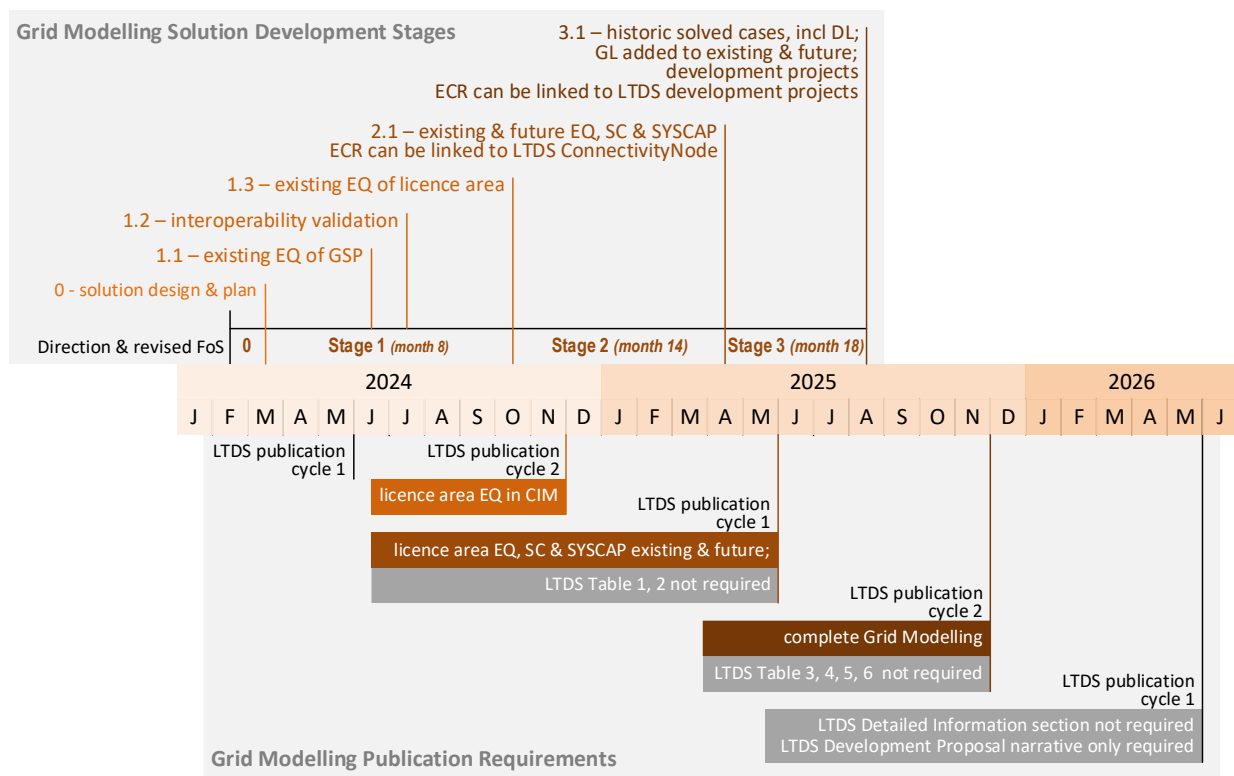 Grid Modelling Solution Development Stages
3.1 – historic solved cases, incl DL;
GL added to existing & future;
development projects
ECR can be linked to LTDS development projects
2.1 – existing & future EQ, SC & SYSCAP
ECR can be linked to LTDS ConnectivityNode
1.3 – existing EQ of licence area
1.2 – interoperability validation
1.1 – existing EQ of GSP
0 - solution design & plan
Direction & revised FoS
0
Stage 1 (month 8)
Stage 2 (month 14)
Stage 3 (month 18)
2024
2025
2026
J F M A M J J A S O N D J F M A M J J A S O N D J F M A M J
LTDS publication
cycle 1
LTDS publication
cycle 2
licence area EQ in CIM
LTDS publication
cycle 1
licence area EQ, SC & SYSCAP existing & future;
LTDS Table 1, 2 not required
LTDS publication
cycle 2
complete Grid Modelling
LTDS Table 3, 4, 5, 6 not required
LTDS publication
cycle 1
LTDS Detailed Information section not required
LTDS Development Proposal narrative only required
Grid Modelling Publication Requirements